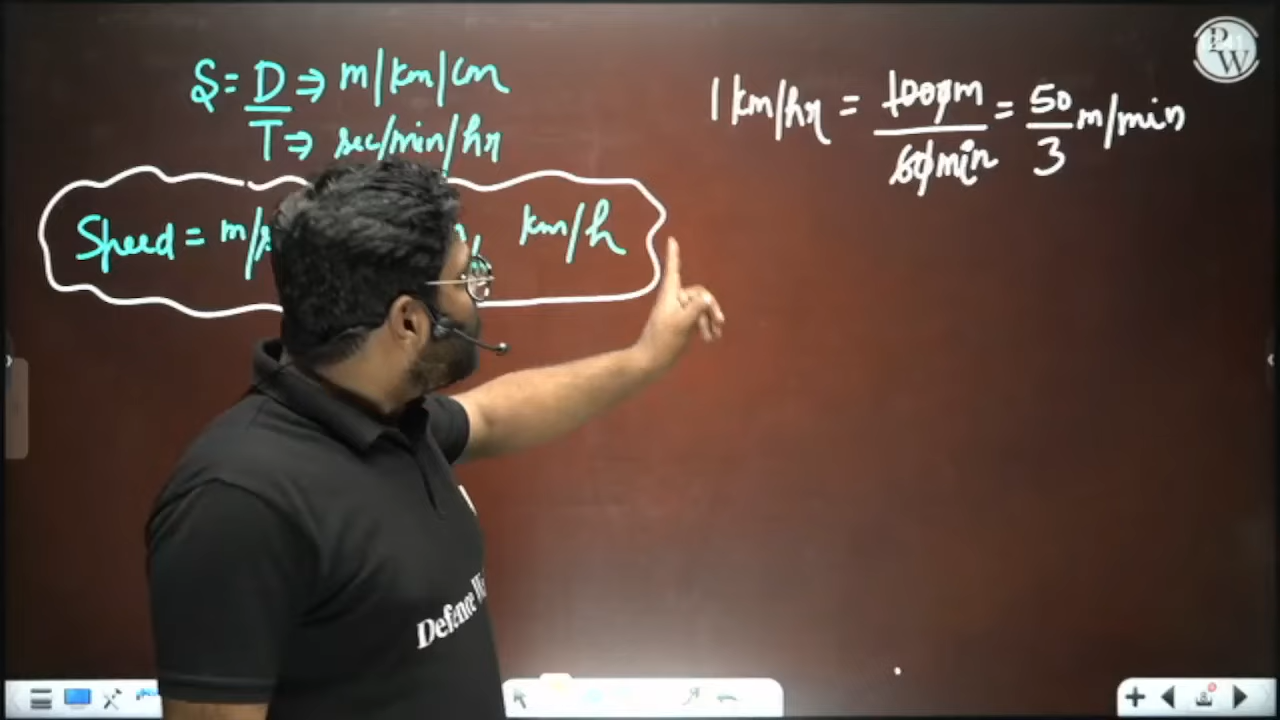 S = D ⇒ m/km/cm
T ⇒ sec/min/hr
Speed = m/ , km/h
1 km/hr = 1000m = 50 m/min
60min 3
PW
Defence W